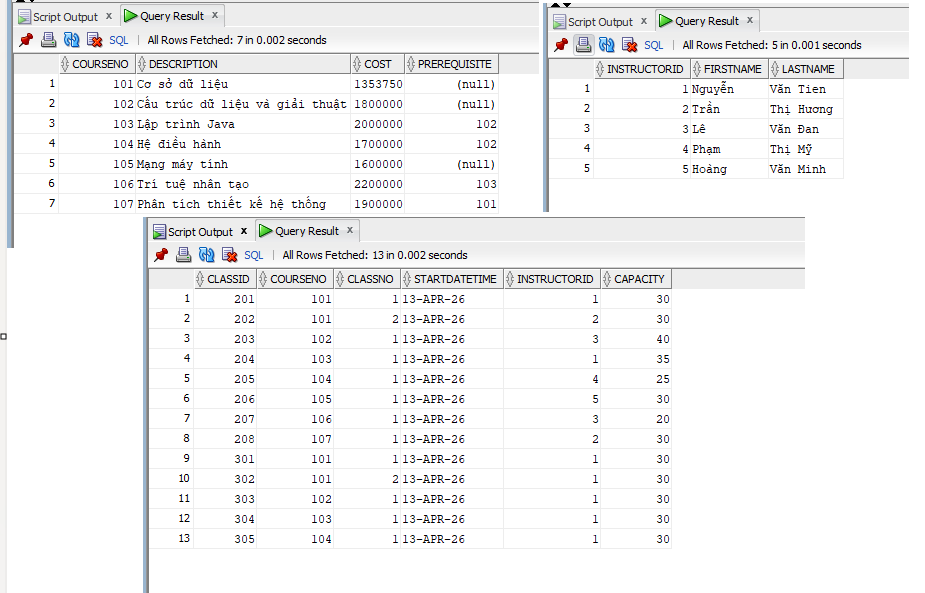 Script Output x Query Result x
SQL | All Rows Fetched: 7 in 0.002 seconds
COURSENO DESCRIPTION COST PREREQUISITE
1 101 Cơ sở dữ liệu 1353750 (null)
2 102 Cấu trúc dữ liệu và giải thuật 1800000 (null)
3 103 Lập trình Java 2000000 102
4 104 Hệ điều hành 1700000 102
5 105 Mạng máy tính 1600000 (null)
6 106 Trí tuệ nhân tạo 2200000 103
7 107 Phân tích thiết kế hệ thống 1900000 101
Script Output x Query Result x
SQL | All Rows Fetched: 5 in 0.001 seconds
INSTRUCTORID FIRSTNAME LASTNAME
1 1 Nguyễn Văn Tien
2 2 Trần Thị Hương
3 3 Lê Văn Đan
4 4 Phạm Thị Mỹ
5 5 Hoàng Văn Minh
Script Output x Query Result x
SQL | All Rows Fetched: 13 in 0.002 seconds
CLASSID COURSENO CLASSNO STARTDATETIME INSTRUCTORID CAPACITY
1 201 101 1 13-APR-26 1 30
2 202 101 2 13-APR-26 2 30
3 203 102 1 13-APR-26 3 40
4 204 103 1 13-APR-26 1 35
5 205 104 1 13-APR-26 4 25
6 206 105 1 13-APR-26 5 30
7 207 106 1 13-APR-26 3 20
8 208 107 1 13-APR-26 2 30
9 301 101 1 13-APR-26 1 30
10 302 101 2 13-APR-26 1 30
11 303 102 1 13-APR-26 1 30
12 304 103 1 13-APR-26 1 30
13 305 104 1 13-APR-26 1 30